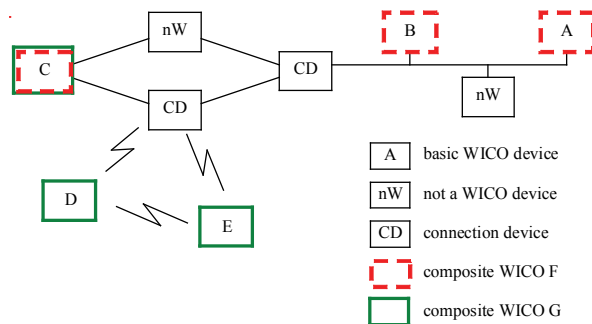 nW
B
A
C
CD
CD
nW
D
E
A basic WICO device
nW not a WICO device
CD connection device
composite WICO F
composite WICO G